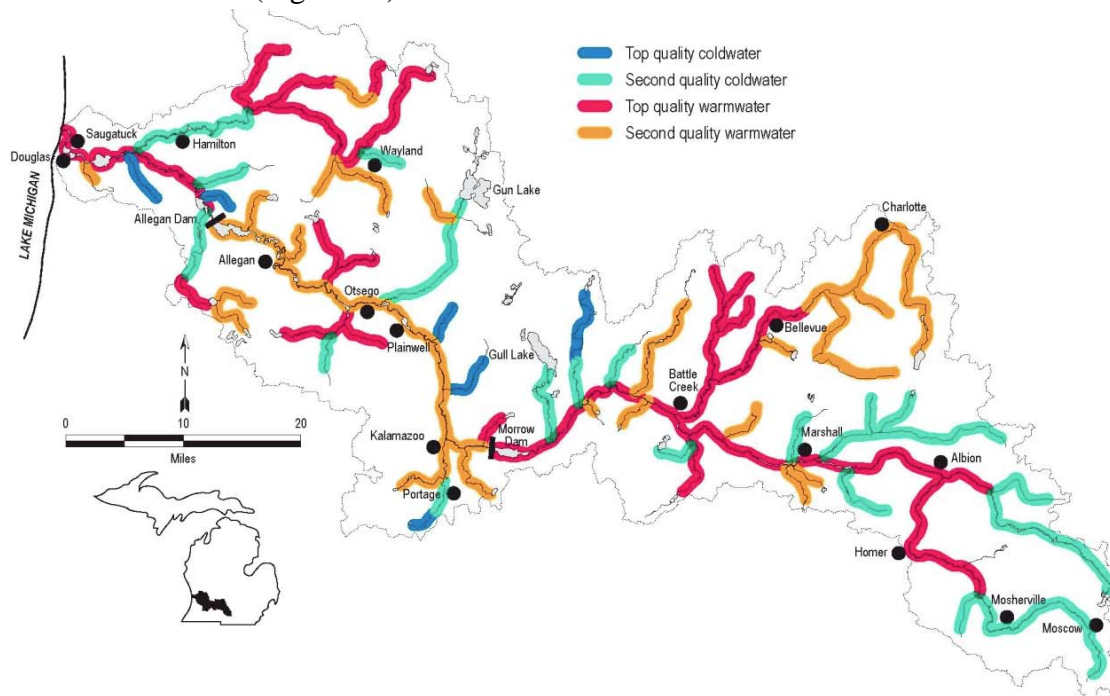 Top quality coldwater
Second quality coldwater
Top quality warmwater
Second quality warmwater
Saugatuck
Hamilton
Douglas
Wayland
Gun Lake
LAKE MICHIGAN
Allegan Dam
Charlotte
Allegan
Otsego
Bellevue
Plainwell
Gull Lake
N
Battle
Creek
0 10 20
Miles
Kalamazoo
Morrow
Dam
Marshall
Albion
Portage
Homer
Mosherville
Moscow